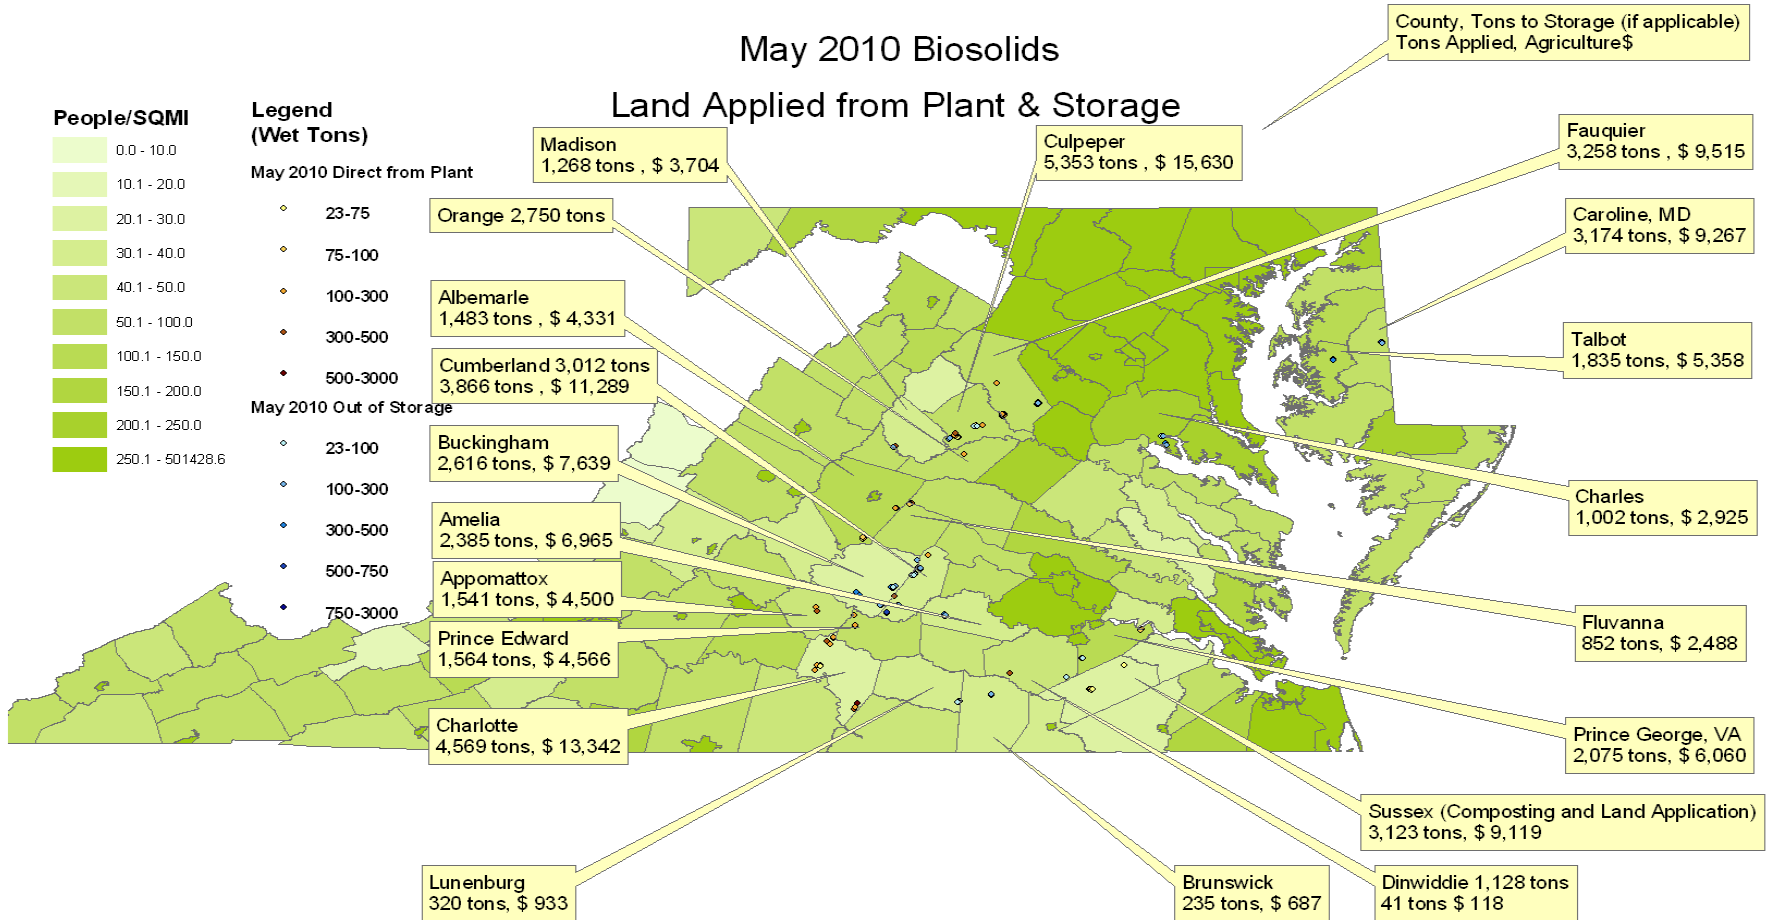 May 2010 Biosolids
Land Applied from Plant & Storage
County, Tons to Storage (if applicable)
Tons Applied, Agriculture$
People/SQMI
0.0 - 10.0
10.1 - 20.0
20.1 - 30.0
30.1 - 40.0
40.1 - 50.0
50.1 - 100.0
100.1 - 150.0
150.1 - 200.0
200.1 - 250.0
250.1 - 501428.6
Legend
(Wet Tons)
May 2010 Direct from Plant
23-75
75-100
100-300
300-500
500-3000
May 2010 Out of Storage
23-100
100-300
300-500
500-750
750-3000
Madison
1,268 tons , $ 3,704
Orange 2,750 tons
Albemarle
1,483 tons , $ 4,331
Cumberland 3,012 tons
3,866 tons , $ 11,289
Buckingham
2,616 tons, $ 7,639
Amelia
2,385 tons, $ 6,965
Appomattox
1,541 tons, $ 4,500
Prince Edward
1,564 tons, $ 4,566
Charlotte
4,569 tons, $ 13,342
Lunenburg
320 tons, $ 933
Culpeper
5,353 tons , $ 15,630
Fauquier
3,258 tons , $ 9,515
Caroline, MD
3,174 tons, $ 9,267
Talbot
1,835 tons, $ 5,358
Charles
1,002 tons, $ 2,925
Fluvanna
852 tons, $ 2,488
Prince George, VA
2,075 tons, $ 6,060
Sussex (Composting and Land Application)
3,123 tons, $ 9,119
Brunswick
235 tons, $ 687
Dinwiddie 1,128 tons
41 tons $ 118